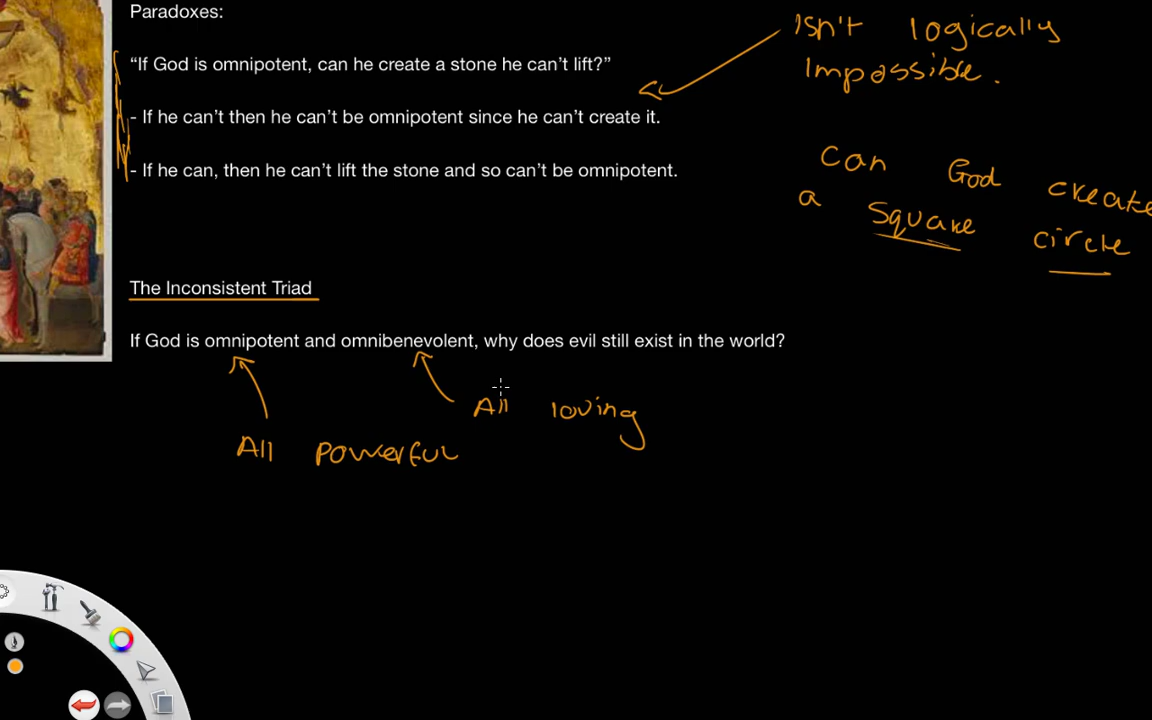 Paradoxes:
“If God is omnipotent, can he create a stone he can’t lift?”
- If he can’t then he can’t be omnipotent since he can’t create it.
- If he can, then he can’t lift the stone and so can’t be omnipotent.
Isn't logically
Impossible.
Can God create
a square circle
The Inconsistent Triad
If God is omnipotent and omnibenevolent, why does evil still exist in the world?
All loving
All powerful